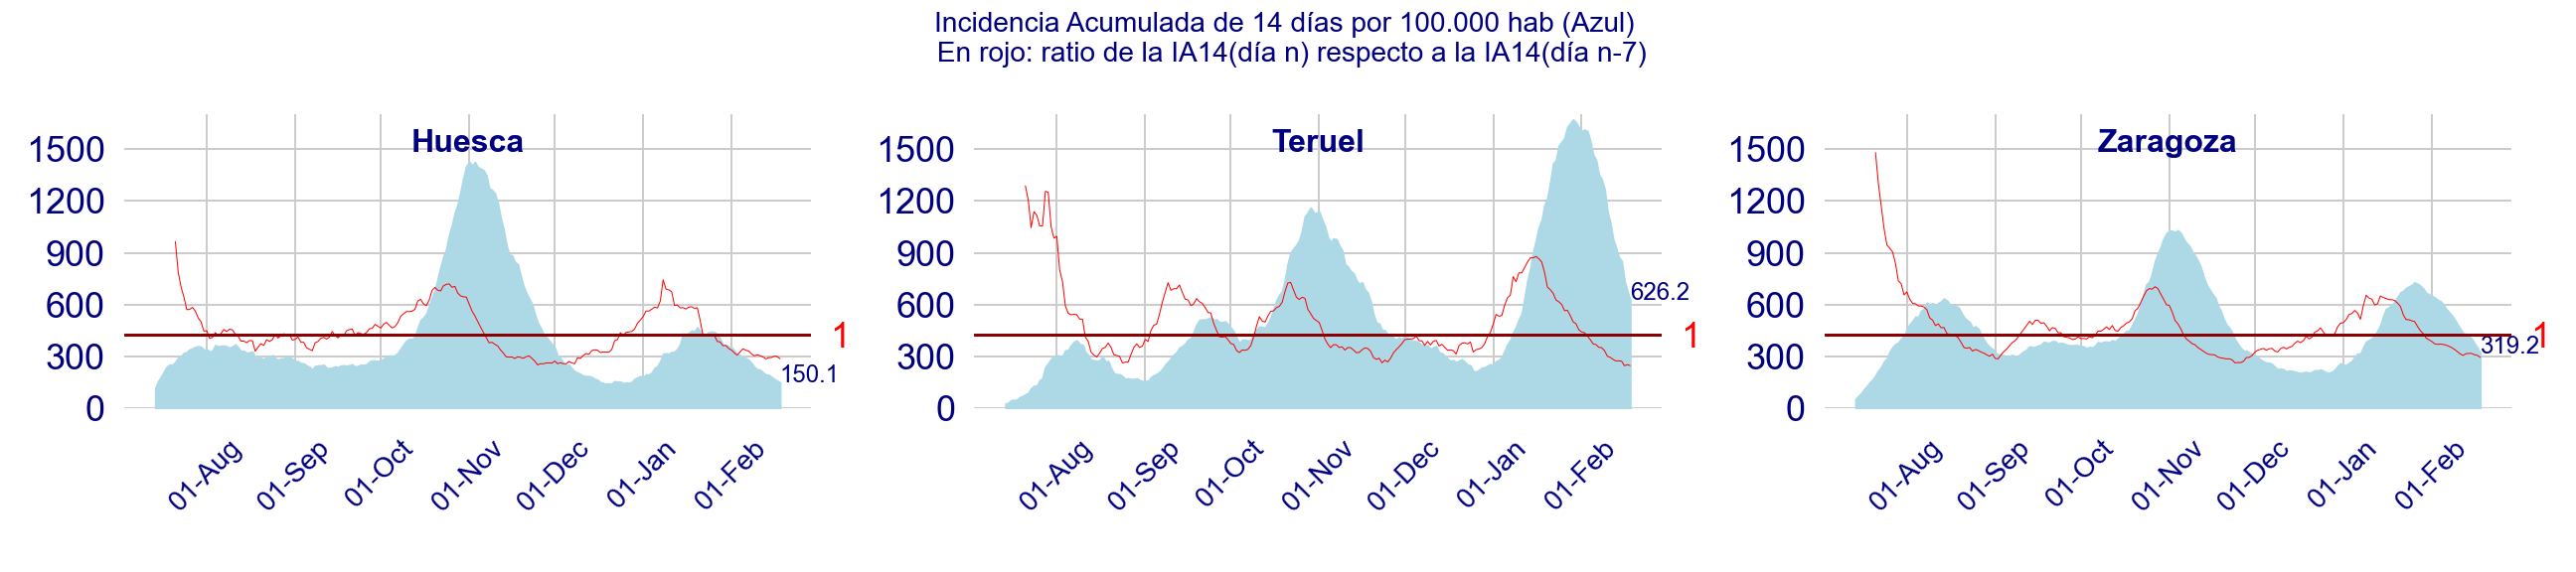 Incidencia Acumulada de 14 días por 100.000 hab (Azul)
En rojo: ratio de la IA14(día n) respecto a la IA14(día n-7)
Huesca
1500
1200
900
600
300
0
1
150.1
01-Aug
01-Sep
01-Oct
01-Nov
01-Dec
01-Jan
01-Feb
Teruel
1500
1200
900
600
300
0
626.2
1
01-Aug
01-Sep
01-Oct
01-Nov
01-Dec
01-Jan
01-Feb
Zaragoza
1500
1200
900
600
300
0
1
319.2
01-Aug
01-Sep
01-Oct
01-Nov
01-Dec
01-Jan
01-Feb